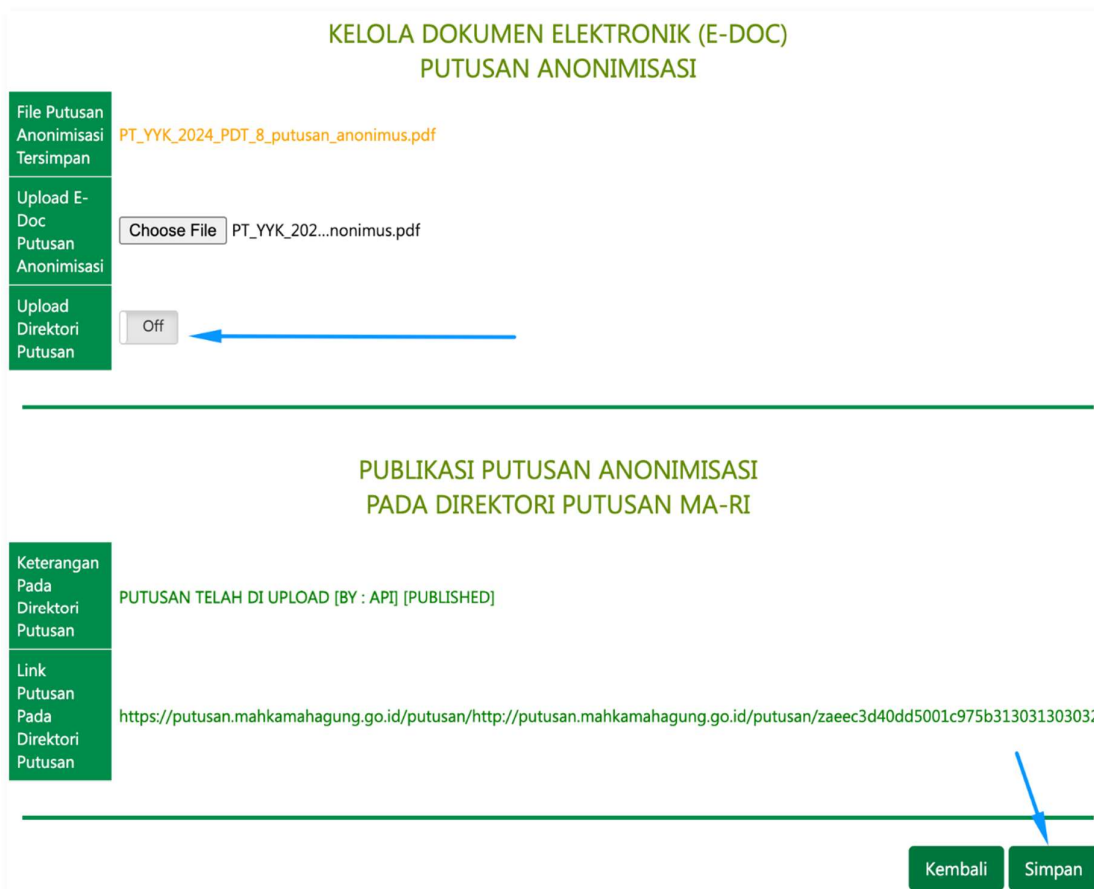 KELOLA DOKUMEN ELEKTRONIK (E-DOC)
PUTUSAN ANONIMISASI
File Putusan
Anonimisasi
Tersimpan
PT_YYK_2024_PDT_8_putusan_anonimus.pdf
Upload E-
Doc
Putusan
Anonimisasi
Choose File PT_YYK_202...nonimus.pdf
Upload
Direktori
Putusan
Off
PUBLIKASI PUTUSAN ANONIMISASI
PADA DIREKTORI PUTUSAN MA-RI
Keterangan
Pada
Direktori
Putusan
PUTUSAN TELAH DI UPLOAD [BY : API] [PUBLISHED]
Link
Putusan
Pada
Direktori
Putusan
https://putusan.mahkamahagung.go.id/putusan/http://putusan.mahkamahagung.go.id/putusan/zaeec3d40dd5001c975b313031303032
Kembali Simpan